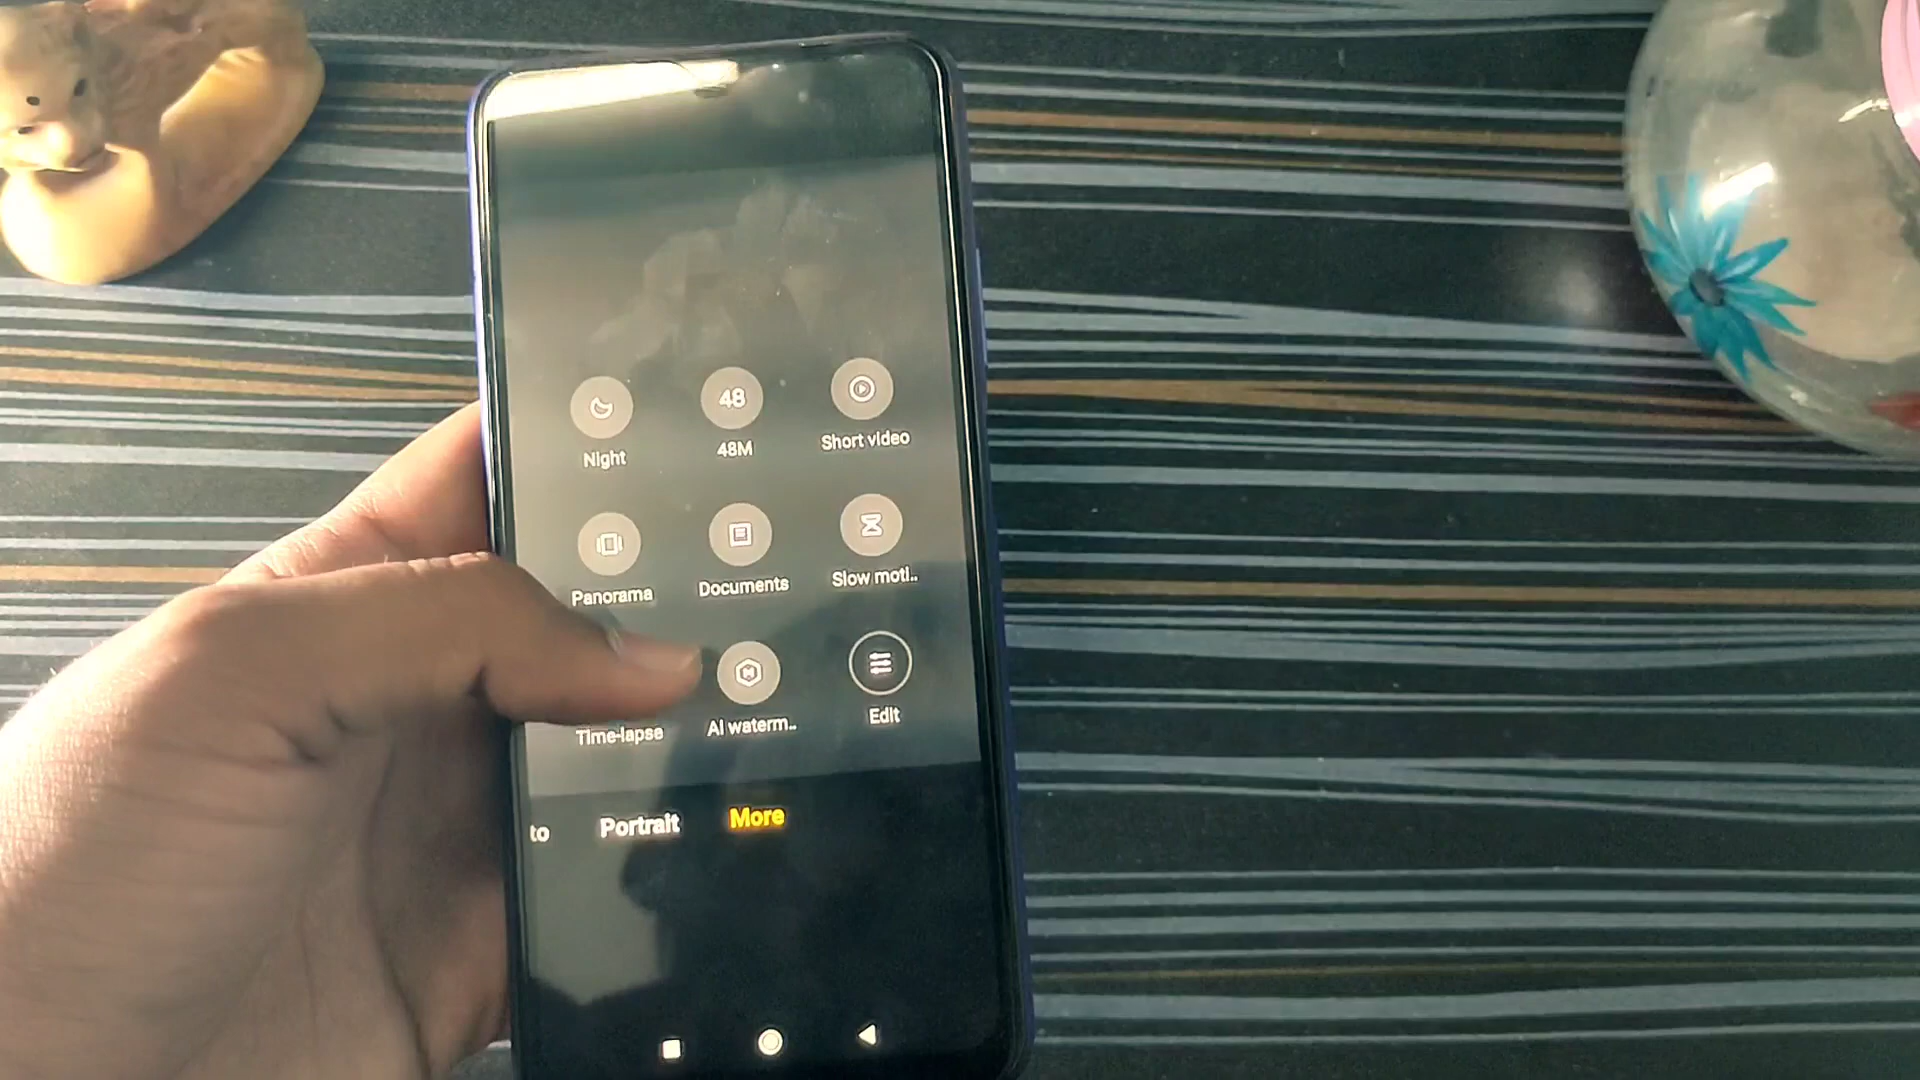 48
Night
48M
Short video
Panorama
Documents
Slow moti..
Time-lapse
AI waterm..
Edit
to
Portrait
More